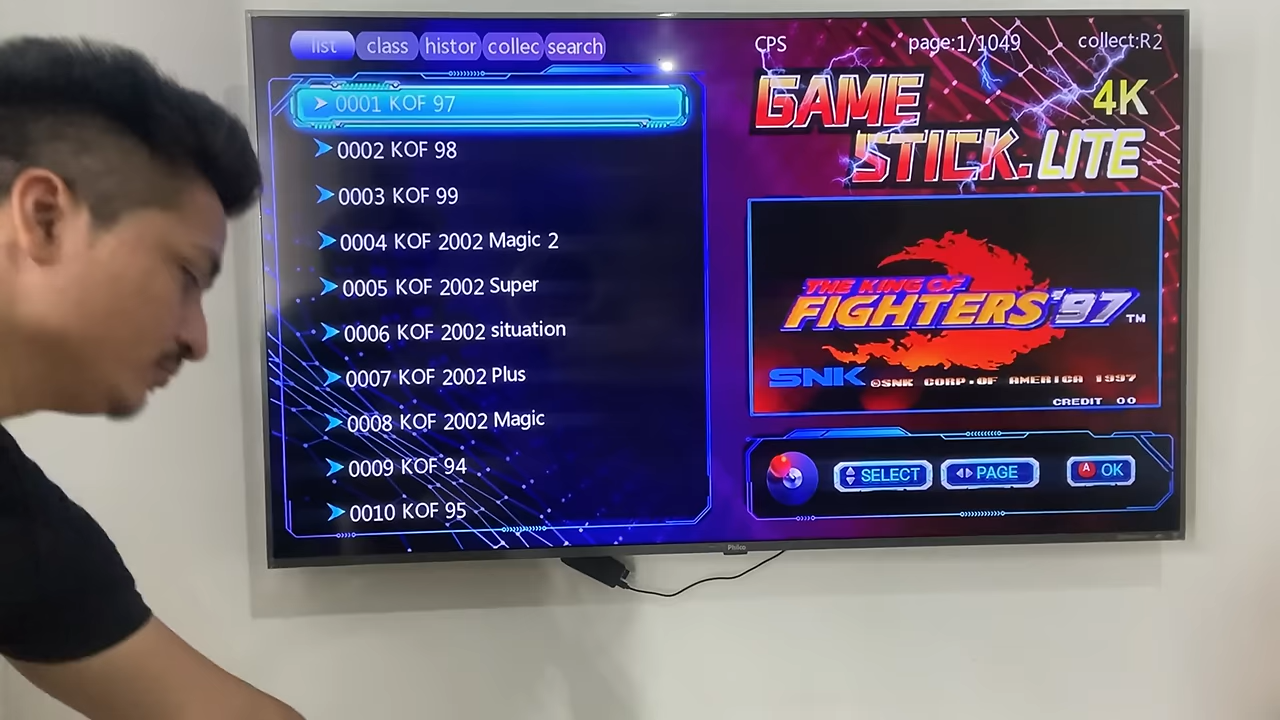 list class histor collec search
CPS page:1/1049 collect:R2
0001 KOF 97
0002 KOF 98
0003 KOF 99
0004 KOF 2002 Magic 2
0005 KOF 2002 Super
0006 KOF 2002 situation
0007 KOF 2002 Plus
0008 KOF 2002 Magic
0009 KOF 94
0010 KOF 95
GAME 4K
STICK. LITE
THE KING OF
FIGHTERS '97 TM
SNK ©SNK CORP. OF AMERICA 1997
CREDIT 00
SELECT PAGE A OK
Philco